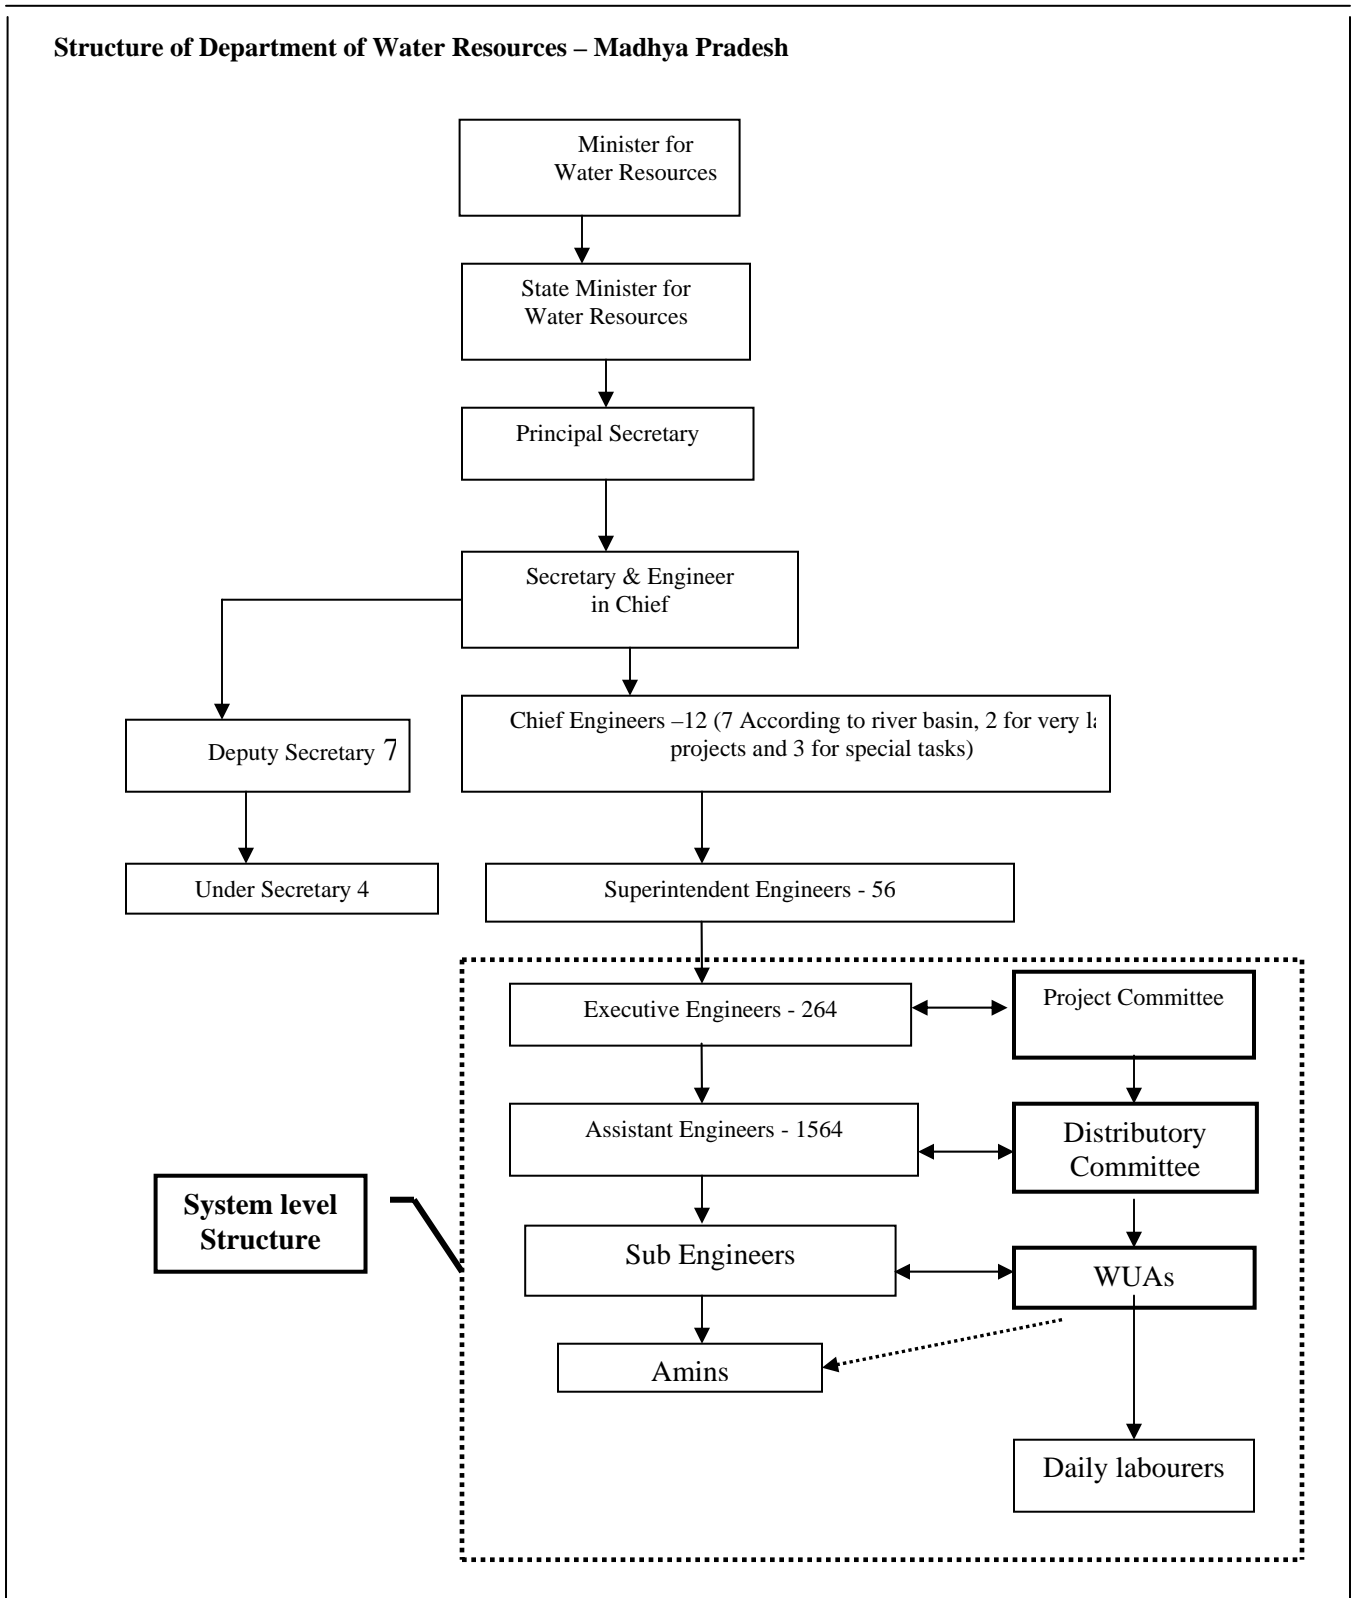 Structure of Department of Water Resources – Madhya Pradesh
Minister for
Water Resources
State Minister for
Water Resources
Principal Secretary
Secretary & Engineer
in Chief
Chief Engineers –12 (7 According to river basin, 2 for very
projects and 3 for special tasks)
Deputy Secretary 7
Under Secretary 4
Superintendent Engineers - 56
Executive Engineers - 264
Project Committee
Assistant Engineers - 1564
Distributory
Committee
System level
Structure
Sub Engineers
WUAs
Amins
Daily labourers